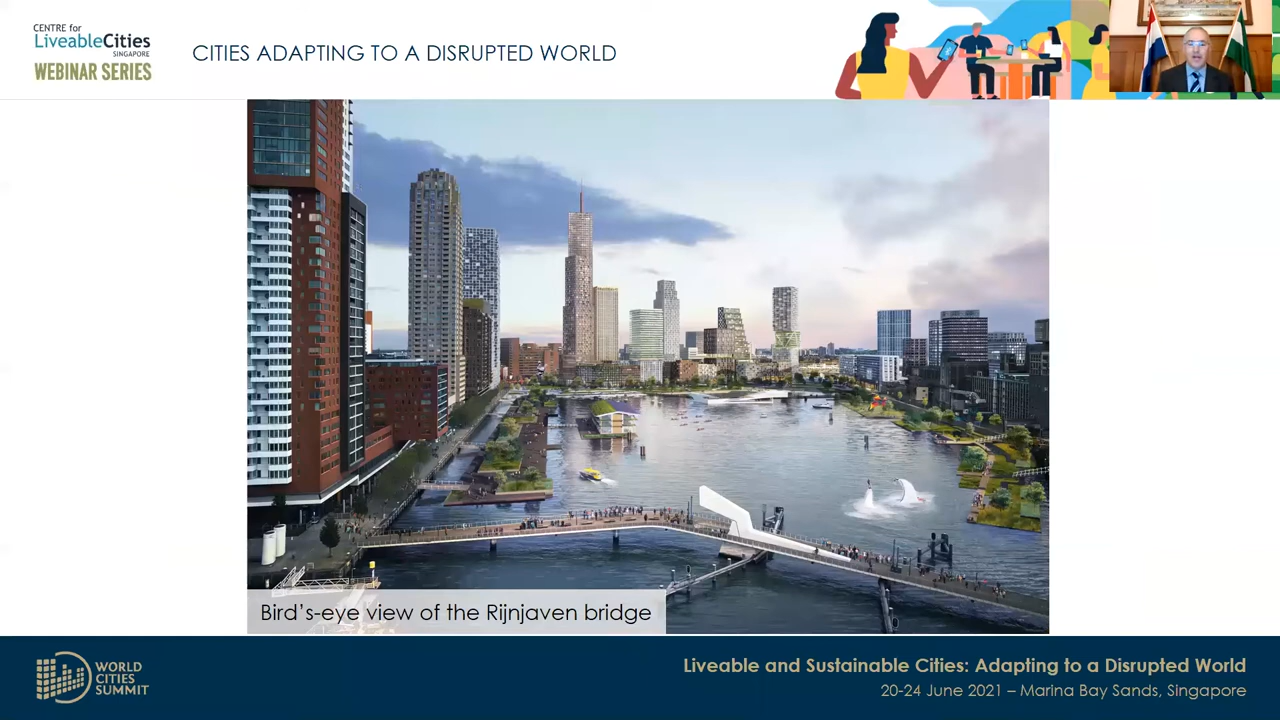 CENTRE for
LiveableCities
SINGAPORE
WEBINAR SERIES
CITIES ADAPTING TO A DISRUPTED WORLD
Bird's-eye view of the Rijnjaven bridge
WORLD
CITIES
SUMMIT
Liveable and Sustainable Cities: Adapting to a Disrupted World
20-24 June 2021 – Marina Bay Sands, Singapore